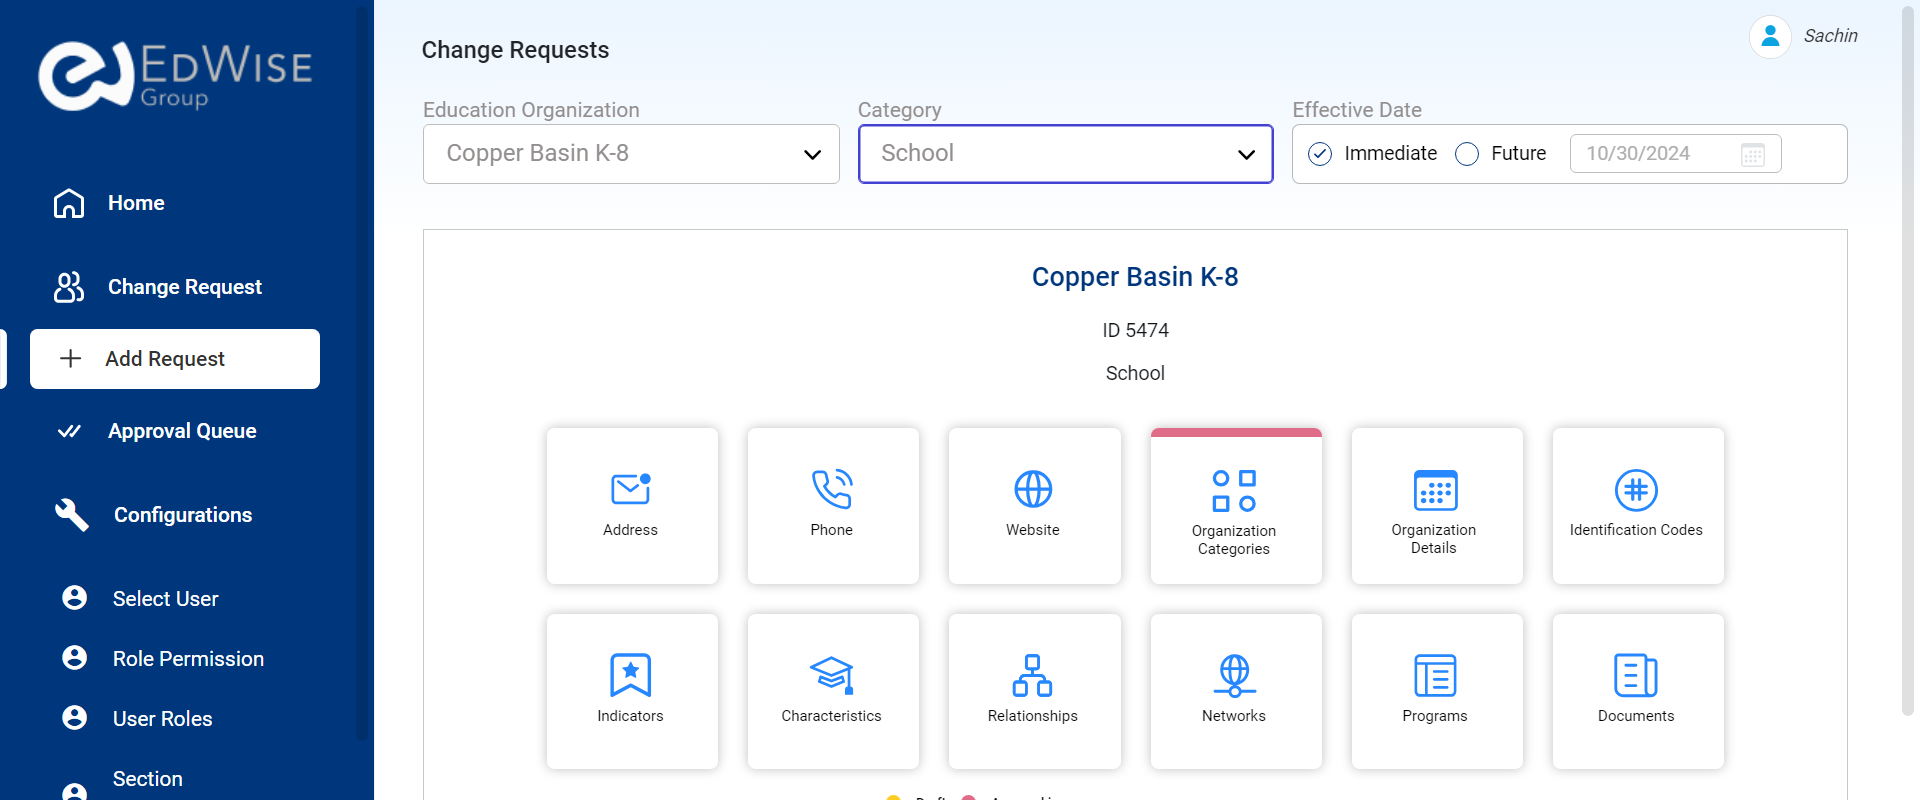 EDWISE
Group
Home
Change Request
Add Request
Approval Queue
Configurations
Select User
Role Permission
User Roles
Section
Change Requests
Sachin
Education Organization
Category
Effective Date
Copper Basin K-8
School
Immediate
Future
10/30/2024
Copper Basin K-8
ID 5474
School
Address
Phone
Website
Organization
Categories
Organization
Details
Identification Codes
Indicators
Characteristics
Relationships
Networks
Programs
Documents